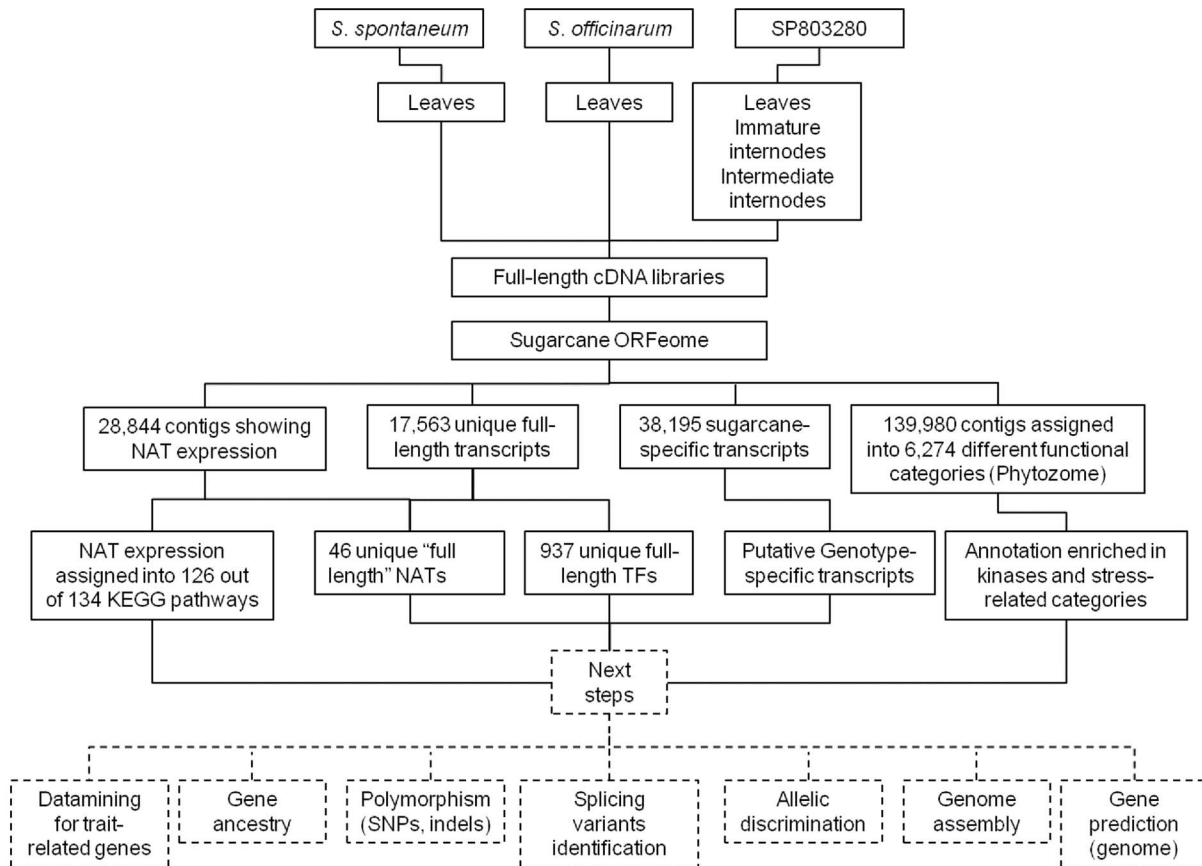 S. spontaneum
S. officinarum
SP803280
Leaves
Leaves
Leaves
Immature
internodes
Intermediate
internodes
Full-length cDNA libraries
Sugarcane ORFeome
28,844 contigs showing
NAT expression
17,563 unique full-
length transcripts
38,195 sugarcane-
specific transcripts
139,980 contigs assigned
into 6,274 different functional
categories (Phytozome)
NAT expression
assigned into 126 out
of 134 KEGG pathways
46 unique “full
length” NATs
937 unique full-
length TFs
Putative Genotype-
specific transcripts
Annotation enriched in
kinases and stress-
related categories
Next
steps
Datamining
for trait-
related genes
Gene
ancestry
Polymorphism
(SNPs, indels)
Splicing
variants
identification
Allelic
discrimination
Genome
assembly
Gene
prediction
(genome)